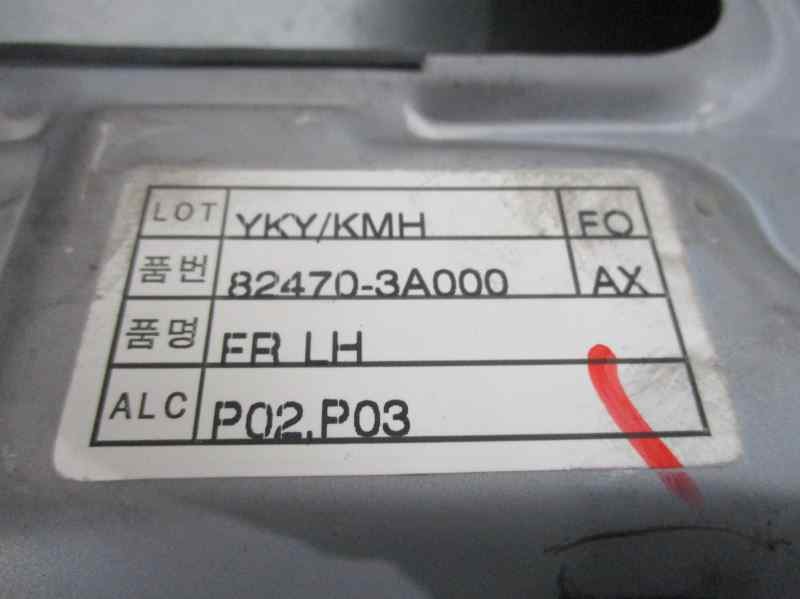 LOT YKY/KMH FO
품번 82470-3A000 AX
품명 FR LH
ALC P02,P03